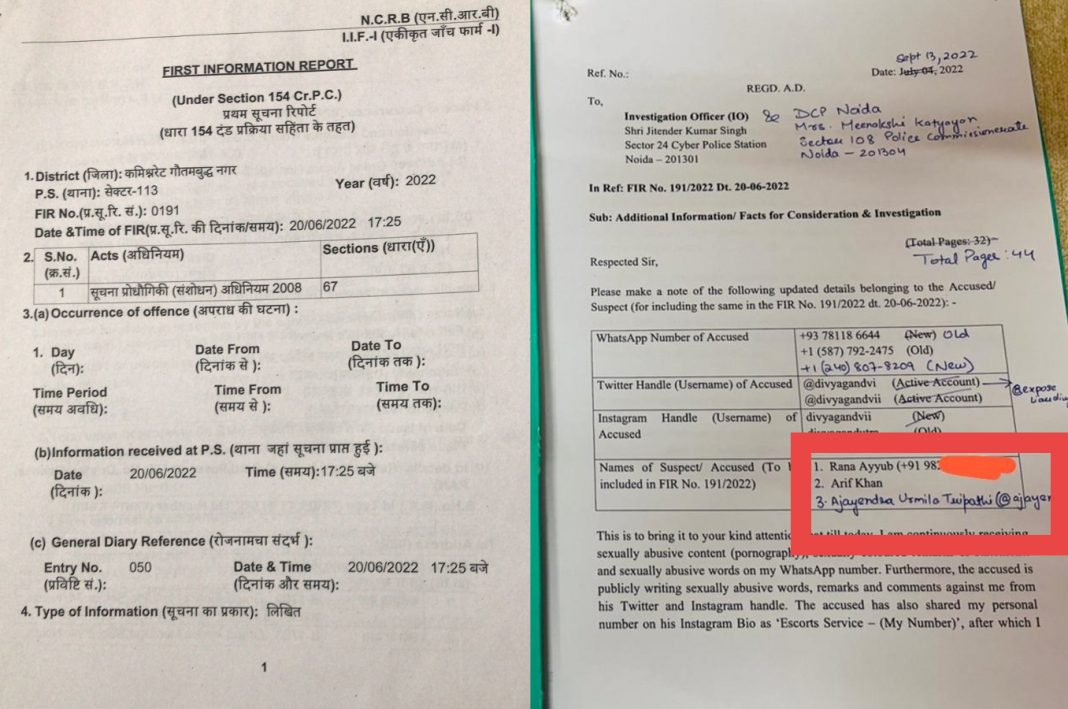 N.C.R.B (एन.सी.आर.बी)
I.I.F.-I (एकीकृत जाँच फार्म -I)
FIRST INFORMATION REPORT
(Under Section 154 Cr.P.C.)
प्रथम सूचना रिपोर्ट
(धारा 154 दंड प्रक्रिया संहिता के तहत)
1. District (जिला): कमिश्नरेट गौतमबुद्ध नगर
P.S. (थाना): सेक्टर-113
Year (वर्ष): 2022
FIR No.(प्र.सू.रि. सं.): 0191
Date &Time of FIR(प्र.सू.रि. की दिनांक/समय): 20/06/2022 17:25
2. S.No. (क्र.सं.) Acts (अधिनियम) Sections (धारा(एँ))
1 सूचना प्रोधौगिकी (संशोधन) अधिनियम 2008 67
3.(a) Occurrence of offence (अपराध की घटना) :
1. Day Date From Date To
(दिन): (दिनांक से ): (दिनांक तक ):
Time Period Time From Time To
(समय अवधि): (समय से ): (समय तक):
(b) Information received at P.S. (थाना जहां सूचना प्राप्त हुई ):
Date 20/06/2022 Time (समय):17:25 बजे
(दिनांक ):
(c) General Diary Reference (रोजनामचा संदर्भ ):
Entry No. 050 Date & Time 20/06/2022 17:25 बजे
(प्रविष्टि सं.): (दिनांक और समय):
4. Type of Information (सूचना का प्रकार): लिखित
1
Sept 13, 2022
Ref. No.: Date: July 04, 2022
REGD. A.D.
To,
Investigation Officer (IO) & DCP Noida
Shri Jitender Kumar Singh Mrs. Meenakshi Katyayan
Sector 24 Cyber Police Station Sector 108 Police Commissionerate
Noida – 201301 Noida – 201304
In Ref: FIR No. 191/2022 Dt. 20-06-2022
Sub: Additional Information/ Facts for Consideration & Investigation
(Total Pages: 32)
Total Pages: 44
Respected Sir,
Please make a note of the following updated details belonging to the Accused/
Suspect (for including the same in the FIR No. 191/2022 dt. 20-06-2022): -
WhatsApp Number of Accused +93 78118 6644 (New) Old
+1 (587) 792-2475 (Old)
+1 (240) 807-8209 (New)
Twitter Handle (Username) of Accused @divyagandvi (Active Account) @expose
@divyagandvii (Active Account)
Instagram Handle (Username) of divyagandvii (New)
Accused (Old)
Names of Suspect/ Accused (To 1. Rana Ayyub (+91 982
included in FIR No. 191/2022) 2. Arif Khan
3. Ajayendra Urmila Tripathi (@ajayen
This is to bring it to your kind attenti till today, I am continuously receiving
sexually abusive content (pornography),
and sexually abusive words on my WhatsApp number. Furthermore, the accused is
publicly writing sexually abusive words, remarks and comments against me from
his Twitter and Instagram handle. The accused has also shared my personal
number on his Instagram Bio as ‘Escorts Service – (My Number)’, after which I